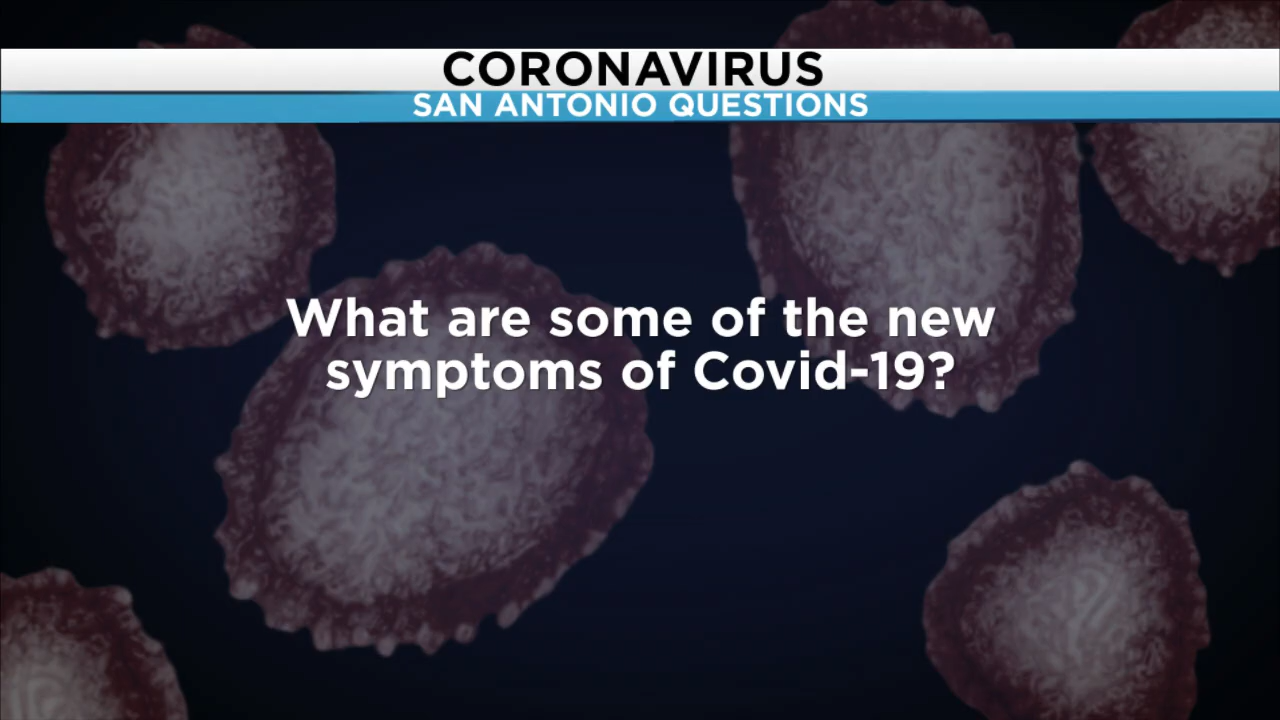 CORONAVIRUS
SAN ANTONIO QUESTIONS
What are some of the new
symptoms of Covid-19?